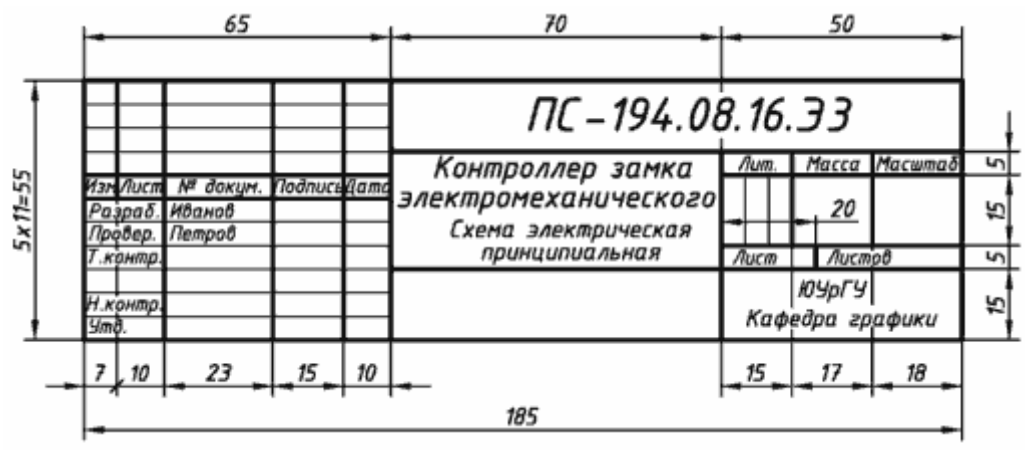 65 70 50
ПС-194.08.16.ЭЗ
Контроллер замка
электромеханического
Схема электрическая
принципиальная
Лит. Масса Масштаб
5
15
20
Лист Листов
5
ЮУрГУ
Кафедра графики
15
5х11=55
Изм Лист № докум. Подпись Дата
Разраб. Иванов
Провер. Петров
Т.контр.
Н.контр.
Утв.
7 10 23 15 10 15 17 18
185